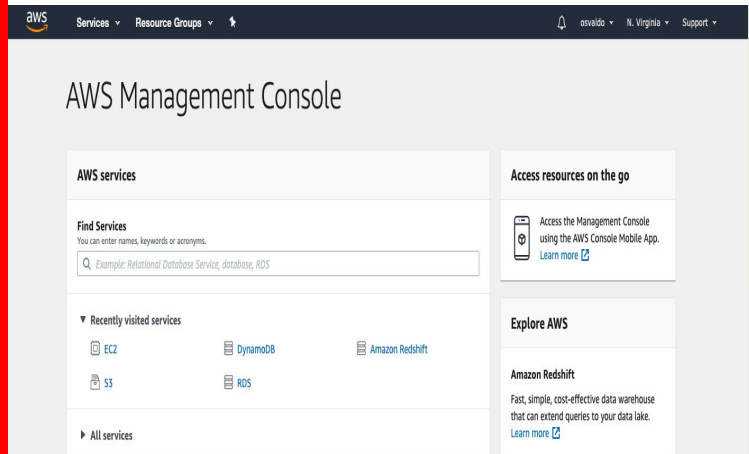 aws Services Resource Groups osvaldo N. Virginia Support
AWS Management Console
AWS services
Find Services
You can enter names, keywords or acronyms.
Example: Relational Database Service, database, RDS
Recently visited services
EC2 DynamoDB Amazon Redshift
S3 RDS
All services
Access resources on the go
Access the Management Console
using the AWS Console Mobile App.
Learn more
Explore AWS
Amazon Redshift
Fast, simple, cost-effective data warehouse
that can extend queries to your data lake.
Learn more